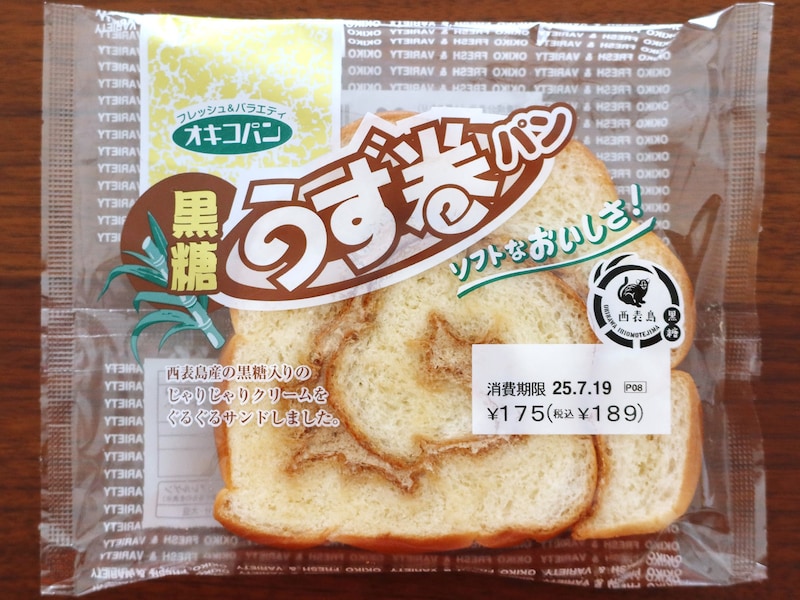 フレッシュ&バラエティ
オキコパン
黒糖
うず巻パン
ソフトなおいしさ!
西表島
黒糖
OKINAWA IRIOMOTEJIMA
西表島産の黒糖入りの
じゃりじゃりクリームを
ぐるぐるサンドしました。
消費期限 25.7.19 P08
¥175(税込¥189)
OKIKO FRESH & VARIETY